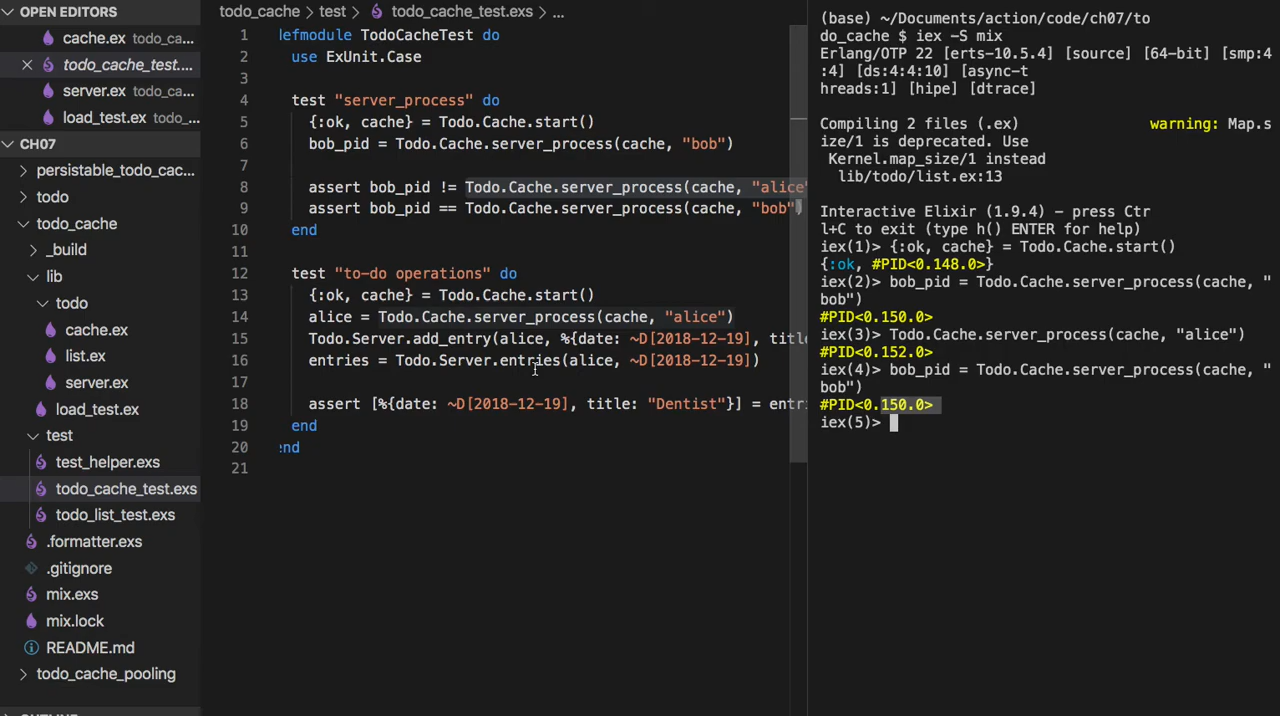 OPEN EDITORS
cache.ex todo_ca...
todo_cache_test....
server.ex todo_ca...
load_test.ex todo_...
CH07
persistable_todo_cac...
todo
todo_cache
_build
lib
todo
cache.ex
list.ex
server.ex
load_test.ex
test
test_helper.exs
todo_cache_test.exs
todo_list_test.exs
.formatter.exs
.gitignore
mix.exs
mix.lock
README.md
todo_cache_pooling
todo_cache > test > todo_cache_test.exs > ...
1 defmodule TodoCacheTest do
2 use ExUnit.Case
3
4 test "server_process" do
5 {:ok, cache} = Todo.Cache.start()
6 bob_pid = Todo.Cache.server_process(cache, "bob")
7
8 assert bob_pid != Todo.Cache.server_process(cache, "alice"
9 assert bob_pid == Todo.Cache.server_process(cache, "bob")
10 end
11
12 test "to-do operations" do
13 {:ok, cache} = Todo.Cache.start()
14 alice = Todo.Cache.server_process(cache, "alice")
15 Todo.Server.add_entry(alice, %{date: ~D[2018-12-19], title
16 entries = Todo.Server.entries(alice, ~D[2018-12-19])
17
18 assert [%{date: ~D[2018-12-19], title: "Dentist"}] = entr
19 end
20 end
21
(base) ~/Documents/action/code/ch07/to
do_cache $ iex -S mix
Erlang/OTP 22 [erts-10.5.4] [source] [64-bit] [smp:4
:4] [ds:4:4:10] [async-t
hreads:1] [hipe] [dtrace]
Compiling 2 files (.ex) warning: Map.s
ize/1 is deprecated. Use
Kernel.map_size/1 instead
lib/todo/list.ex:13
Interactive Elixir (1.9.4) - press Ctr
l+C to exit (type h() ENTER for help)
iex(1)> {:ok, cache} = Todo.Cache.start()
{:ok, #PID<0.148.0>}
iex(2)> bob_pid = Todo.Cache.server_process(cache, "
bob")
#PID<0.150.0>
iex(3)> Todo.Cache.server_process(cache, "alice")
#PID<0.152.0>
iex(4)> bob_pid = Todo.Cache.server_process(cache, "
bob")
#PID<0.150.0>
iex(5)>